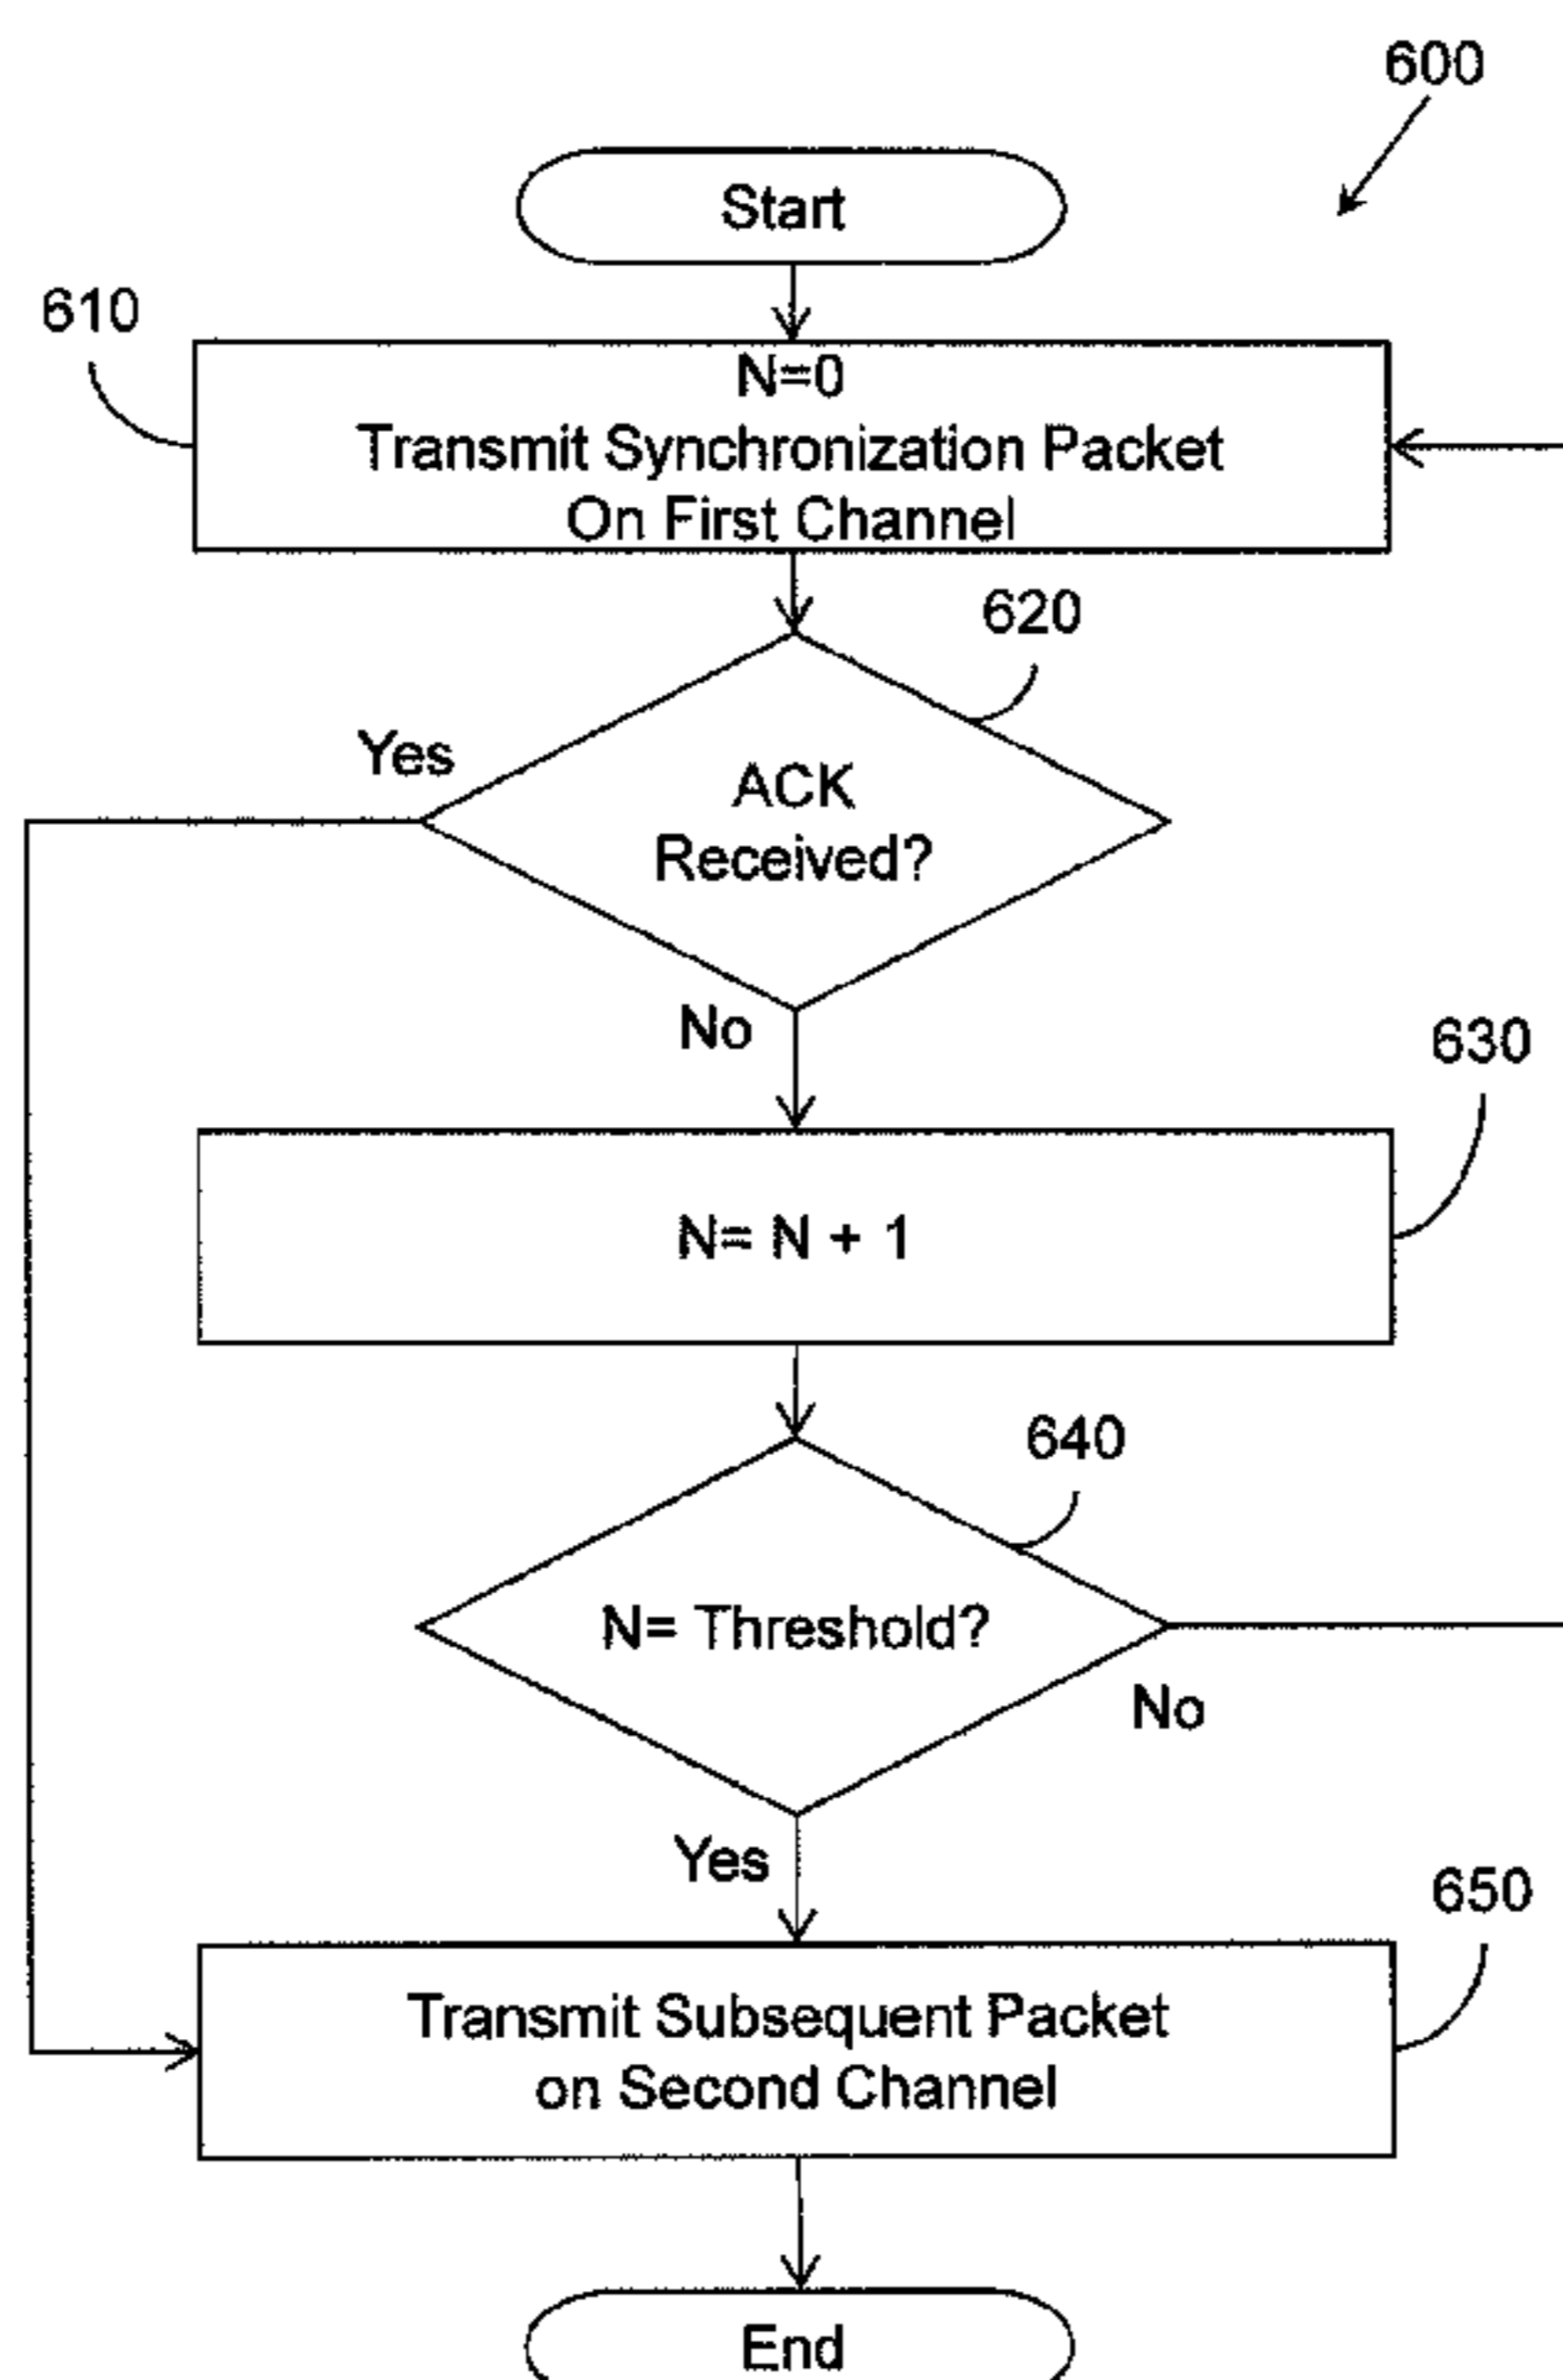 600
Start
610
N=0
Transmit Synchronization Packet
On First Channel
620
Yes
ACK
Received?
No
630
N= N + 1
640
N= Threshold?
No
Yes
650
Transmit Subsequent Packet
on Second Channel
End